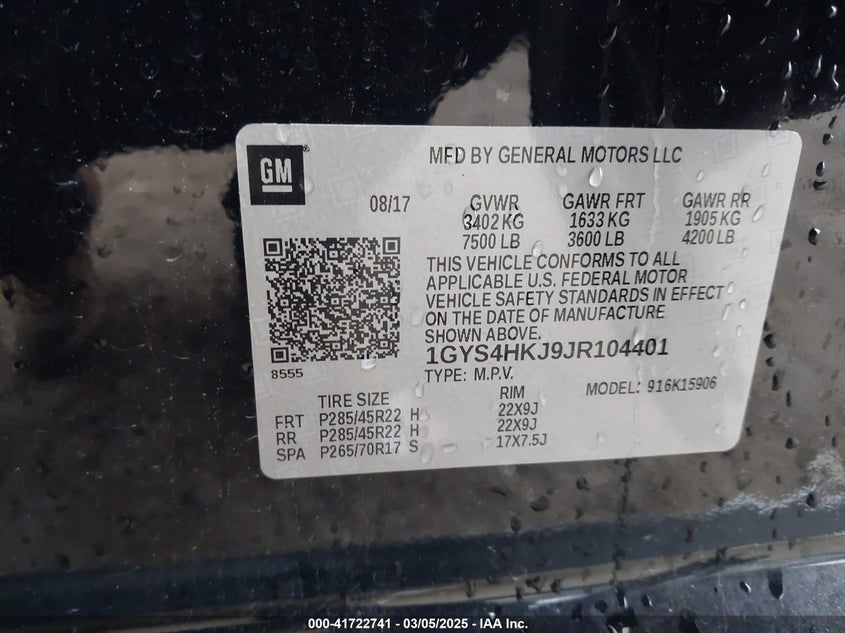 GM
MFD BY GENERAL MOTORS LLC
08/17
GVWR GAWR FRT GAWR RR
3402 KG 1633 KG 1905 KG
7500 LB 3600 LB 4200 LB
THIS VEHICLE CONFORMS TO ALL
APPLICABLE U.S. FEDERAL MOTOR
VEHICLE SAFETY STANDARDS IN EFFECT
ON THE DATE OF MANUFACTURE
SHOWN ABOVE.
1GYS4HKJ9JR104401
8555
TYPE: M.P.V. MODEL: 916K15906
TIRE SIZE RIM
FRT P285/45R22 H 22X9J
RR P285/45R22 H 22X9J
SPA P265/70R17 S 17X7.5J
000-41722741 — 03/05/2025 — IAA Inc.